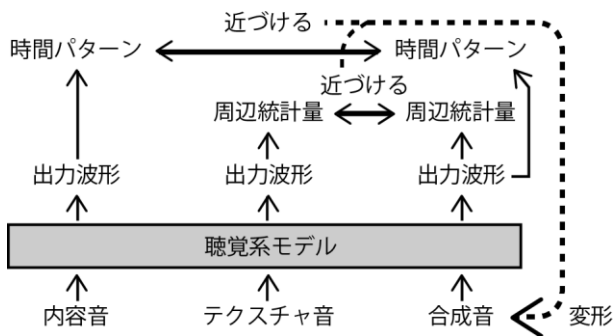 近づける
時間パターン 時間パターン
近づける
周辺統計量 周辺統計量
出力波形 出力波形 出力波形
聴覚系モデル
内容音 テクスチャ音 合成音 変形